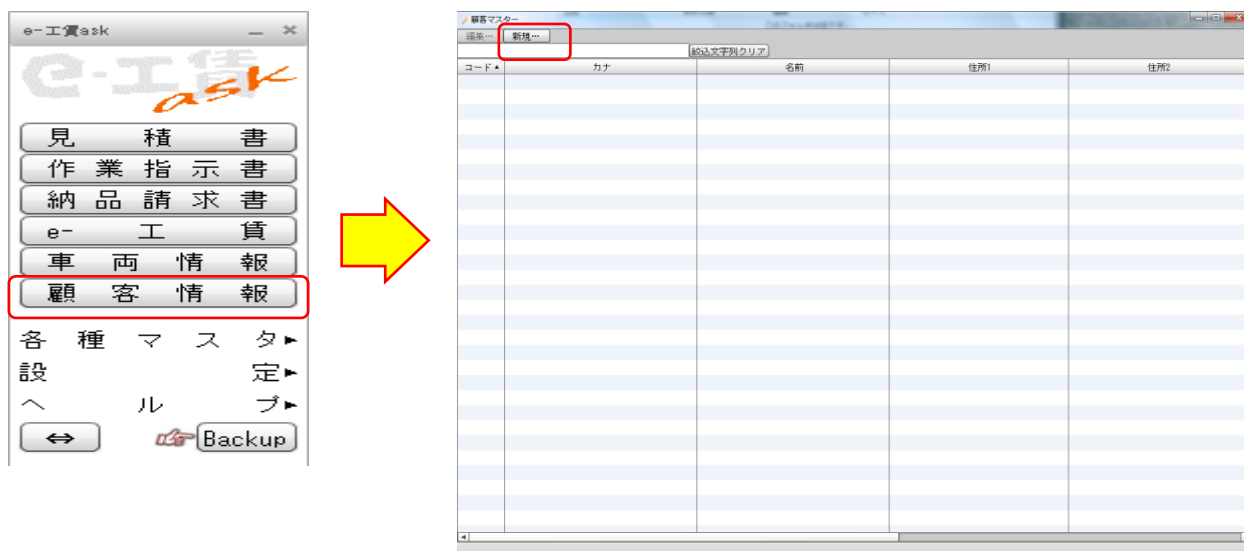 e-工賃ask
e-工賃
ask
見積書
作業指示書
納品請求書
e-工賃
車両情報
顧客情報
各種マスタ▶
設定▶
ヘルプ▶
⇔ Backup
顧客マスター
編集… 新規…
絞込文字列クリア
コード▲ カナ 名前 住所1 住所2